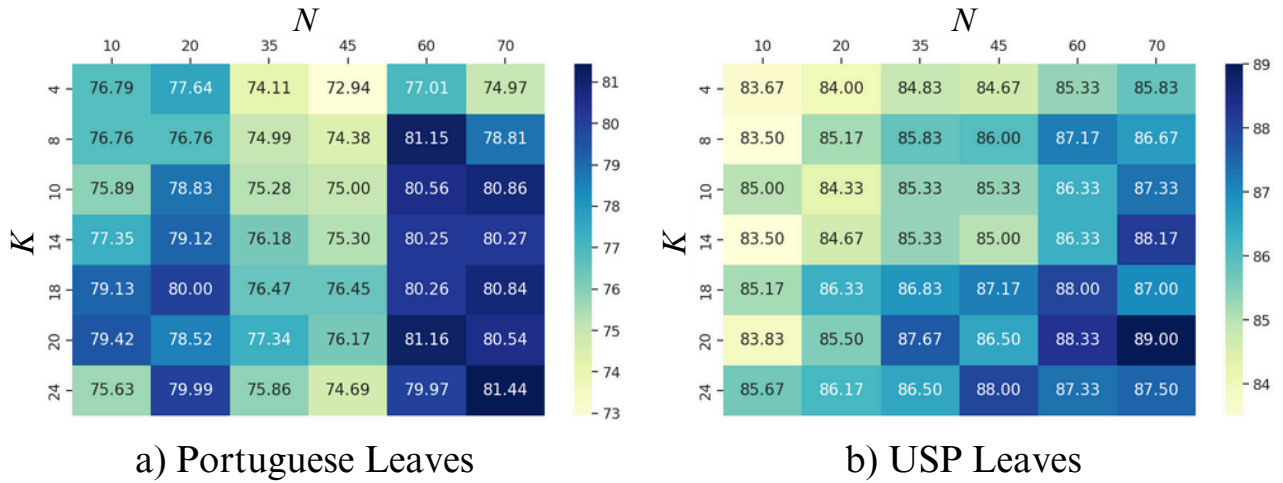 N
10 20 35 45 60 70
K
4 76.79 77.64 74.11 72.94 77.01 74.97
8 76.76 76.76 74.99 74.38 81.15 78.81
10 75.89 78.83 75.28 75.00 80.56 80.86
14 77.35 79.12 76.18 75.30 80.25 80.27
18 79.13 80.00 76.47 76.45 80.26 80.84
20 79.42 78.52 77.34 76.17 81.16 80.54
24 75.63 79.99 75.86 74.69 79.97 81.44
81
80
79
78
77
76
75
74
73
a) Portuguese Leaves
N
10 20 35 45 60 70
K
4 83.67 84.00 84.83 84.67 85.33 85.83
8 83.50 85.17 85.83 86.00 87.17 86.67
10 85.00 84.33 85.33 85.33 86.33 87.33
14 83.50 84.67 85.33 85.00 86.33 88.17
18 85.17 86.33 86.83 87.17 88.00 87.00
20 83.83 85.50 87.67 86.50 88.33 89.00
24 85.67 86.17 86.50 88.00 87.33 87.50
89
88
87
86
85
84
b) USP Leaves